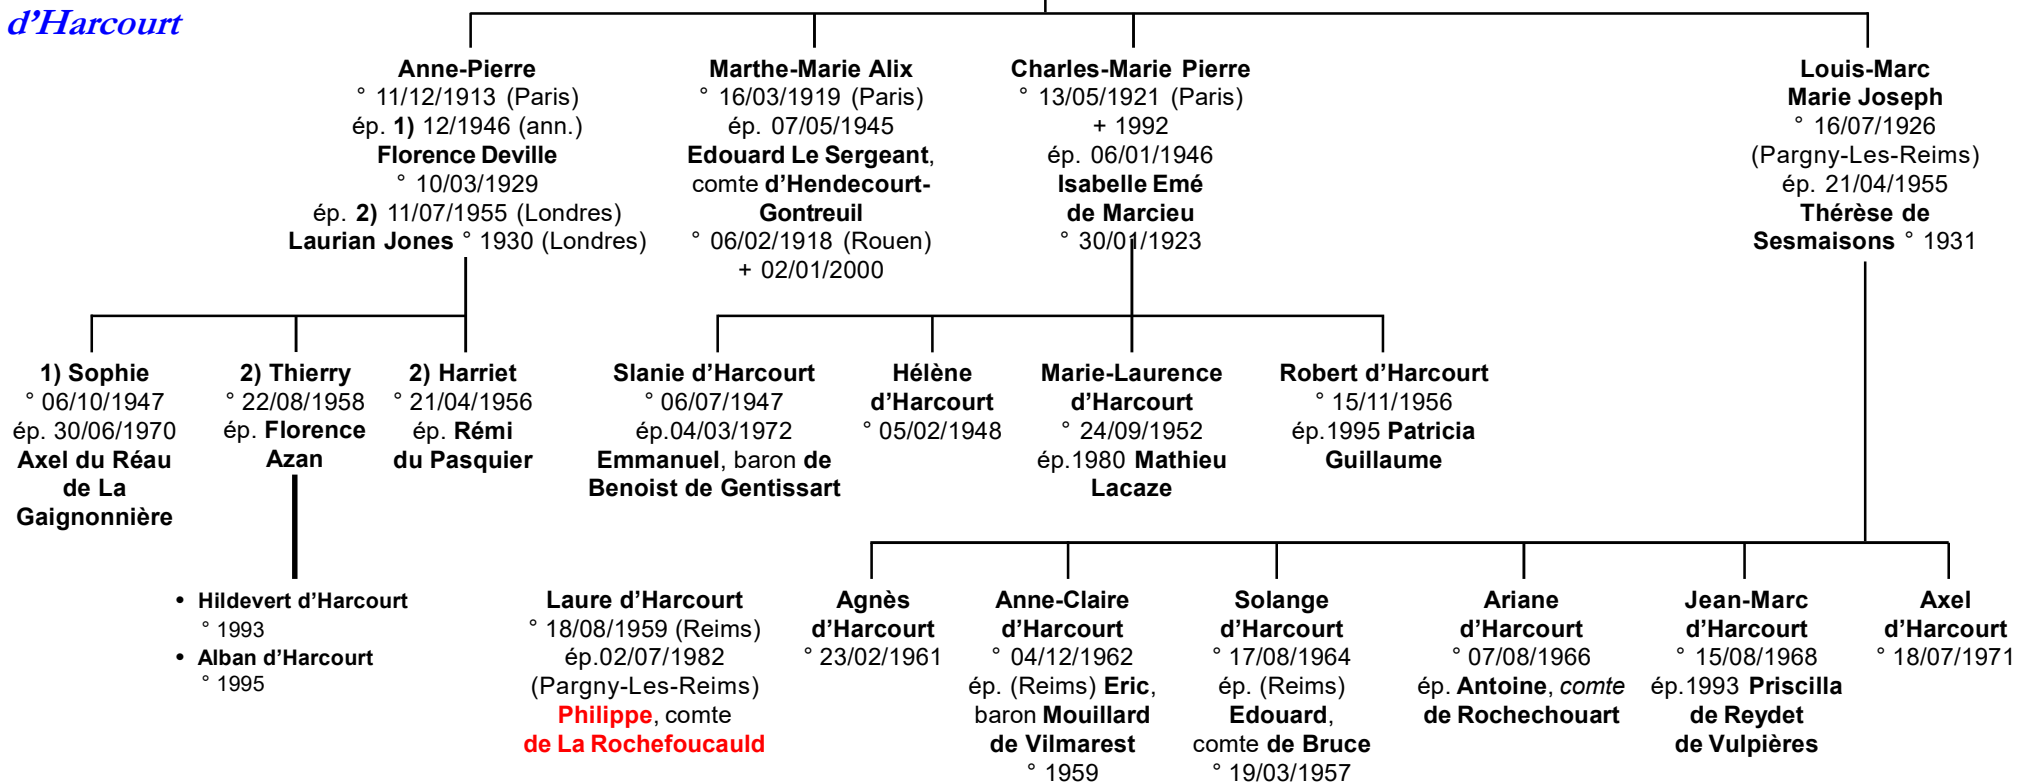 d'Harcourt
Anne-Pierre
° 11/12/1913 (Paris)
ép. 1) 12/1946 (ann.)
Florence Deville
° 10/03/1929
ép. 2) 11/07/1955 (Londres)
Laurian Jones ° 1930 (Londres)
Marthe-Marie Alix
° 16/03/1919 (Paris)
ép. 07/05/1945
Edouard Le Sergeant,
comte d'Hendecourt-
Gontreuil
° 06/02/1918 (Rouen)
+ 02/01/2000
Charles-Marie Pierre
° 13/05/1921 (Paris)
+ 1992
ép. 06/01/1946
Isabelle Emé
de Marcieu
° 30/01/1923
Louis-Marc
Marie Joseph
° 16/07/1926
(Pargny-Les-Reims)
ép. 21/04/1955
Thérèse de
Sesmaisons ° 1931
1) Sophie
° 06/10/1947
ép. 30/06/1970
Axel du Réau
de La
Gaignonnière
2) Thierry
° 22/08/1958
ép. Florence
Azan
2) Harriet
° 21/04/1956
ép. Rémi
du Pasquier
Slanie d'Harcourt
° 06/07/1947
ép.04/03/1972
Emmanuel, baron de
Benoist de Gentissart
Hélène
d'Harcourt
° 05/02/1948
Marie-Laurence
d'Harcourt
° 24/09/1952
ép.1980 Mathieu
Lacaze
Robert d'Harcourt
° 15/11/1956
ép.1995 Patricia
Guillaume
• Hildevert d'Harcourt
° 1993
• Alban d'Harcourt
° 1995
Laure d'Harcourt
° 18/08/1959 (Reims)
ép.02/07/1982
(Pargny-Les-Reims)
Philippe, comte
de La Rochefoucauld
Agnès
d'Harcourt
° 23/02/1961
Anne-Claire
d'Harcourt
° 04/12/1962
ép. (Reims) Eric,
baron Mouillard
de Vilmarest
° 1959
Solange
d'Harcourt
° 17/08/1964
ép. (Reims)
Edouard,
comte de Bruce
° 19/03/1957
Ariane
d'Harcourt
° 07/08/1966
ép. Antoine, comte
de Rochechouart
Jean-Marc
d'Harcourt
° 15/08/1968
ép.1993 Priscilla
de Reydet
de Vulpières
Axel
d'Harcourt
° 18/07/1971